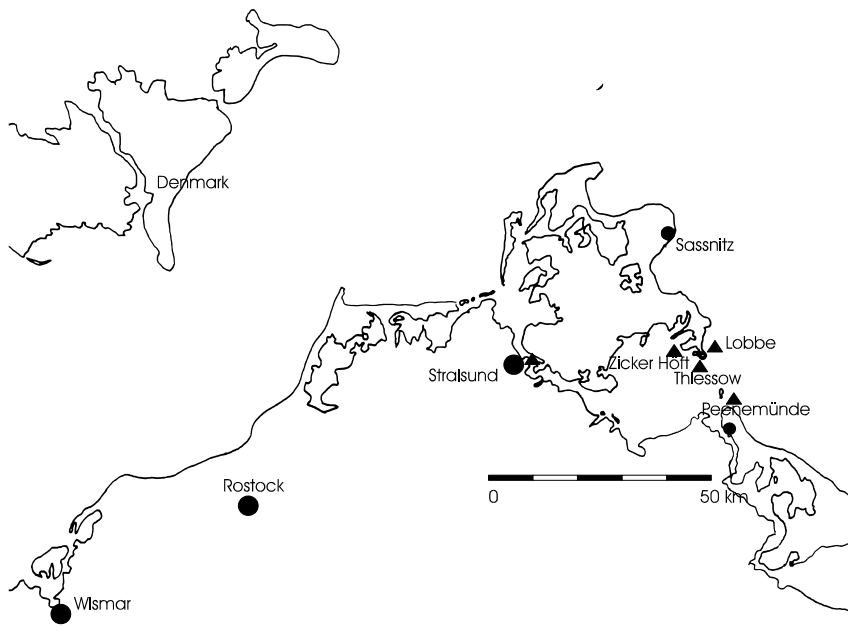 Denmark
Sassnitz
Lobbe
Zicker Höft
Stralsund
Thiessow
Peenemünde
Rostock
0
50 km
Wismar